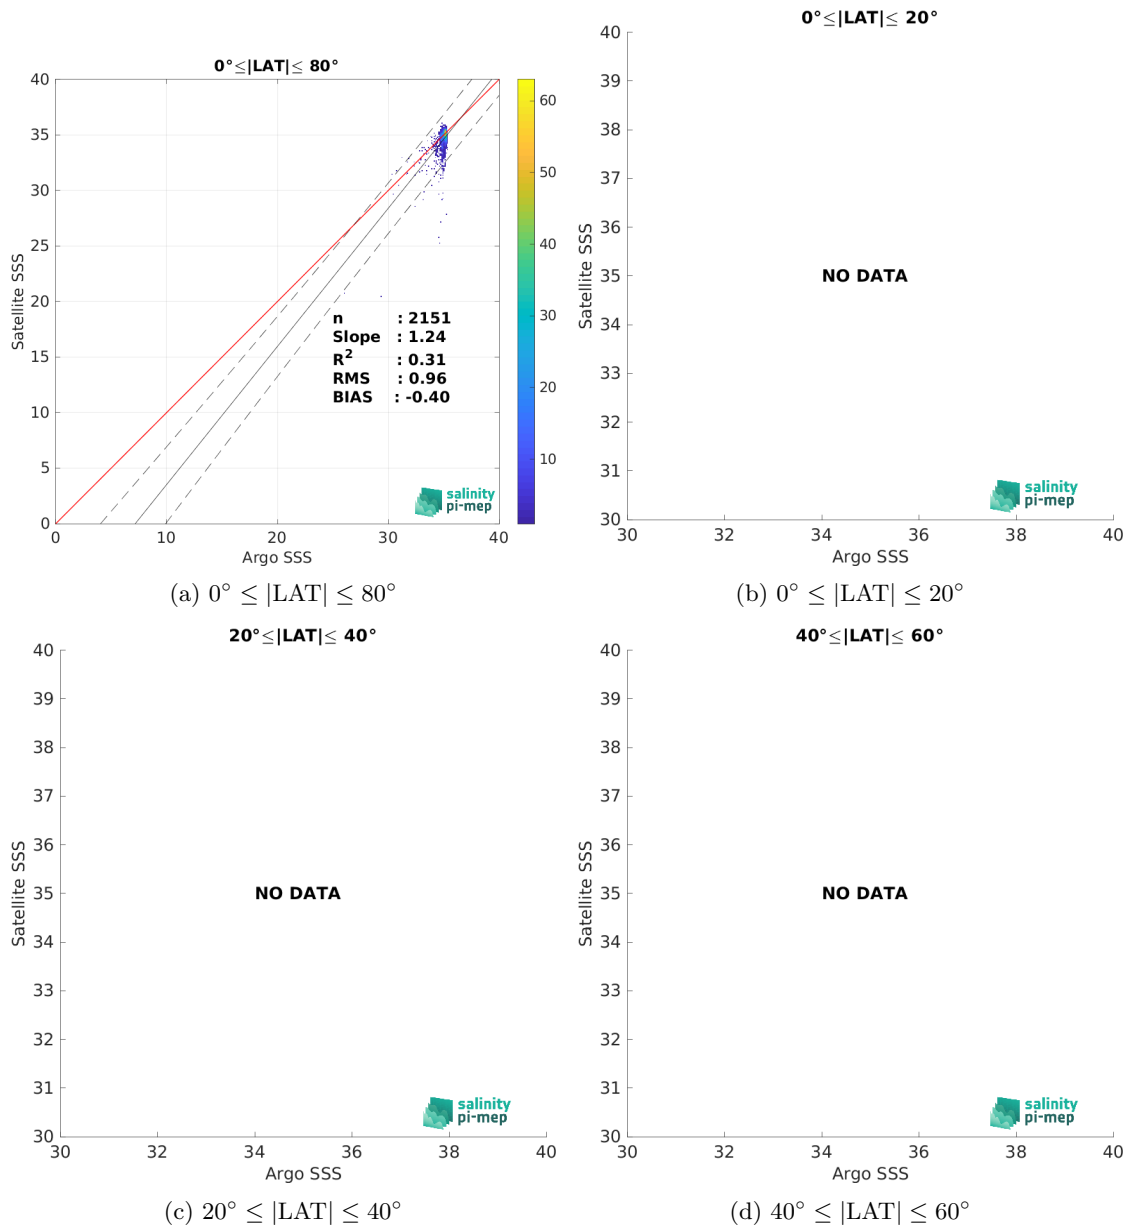 0°≤|LAT|≤ 80°
40
35
30
25
20
15
10
5
0
0
10
20
30
40
Satellite SSS
Argo SSS
n : 2151
Slope : 1.24
R² : 0.31
RMS : 0.96
BIAS : -0.40
60
50
40
30
20
10
salinity
pi-mep
(a) 0° ≤ |LAT| ≤ 80°
0°≤|LAT|≤ 20°
40
39
38
37
36
35
34
33
32
31
30
30
32
34
36
38
40
Satellite SSS
Argo SSS
NO DATA
salinity
pi-mep
(b) 0° ≤ |LAT| ≤ 20°
20°≤|LAT|≤ 40°
40
39
38
37
36
35
34
33
32
31
30
30
32
34
36
38
40
Satellite SSS
Argo SSS
NO DATA
salinity
pi-mep
(c) 20° ≤ |LAT| ≤ 40°
40°≤|LAT|≤ 60°
40
39
38
37
36
35
34
33
32
31
30
30
32
34
36
38
40
Satellite SSS
Argo SSS
NO DATA
salinity
pi-mep
(d) 40° ≤ |LAT| ≤ 60°